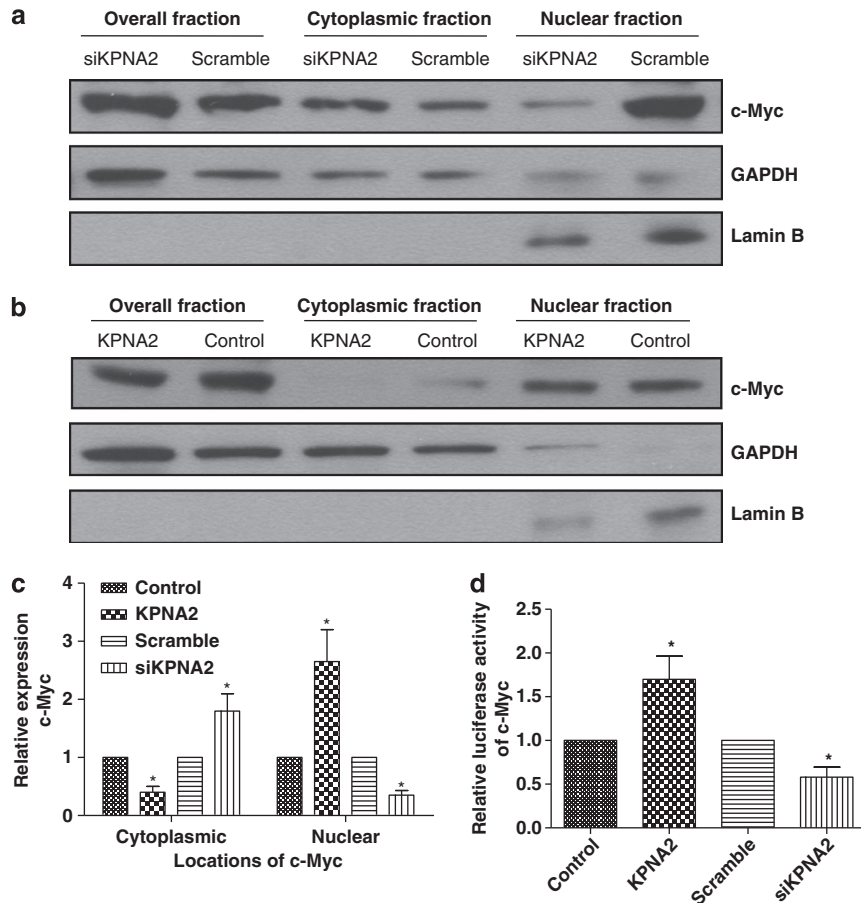 a
Overall fraction Cytoplasmic fraction Nuclear fraction
siKPNA2 Scramble siKPNA2 Scramble siKPNA2 Scramble
c-Myc
GAPDH
Lamin B
b
Overall fraction Cytoplasmic fraction Nuclear fraction
KPNA2 Control KPNA2 Control KPNA2 Control
c-Myc
GAPDH
Lamin B
c
Relative expression
c-Myc
4
3
2
1
0
Control
KPNA2
Scramble
siKPNA2
* * * *
Cytoplasmic Nuclear
Locations of c-Myc
d
Relative luciferase activity
of c-Myc
2.5
2.0
1.5
1.0
0.5
0.0
* *
Control KPNA2 Scramble siKPNA2